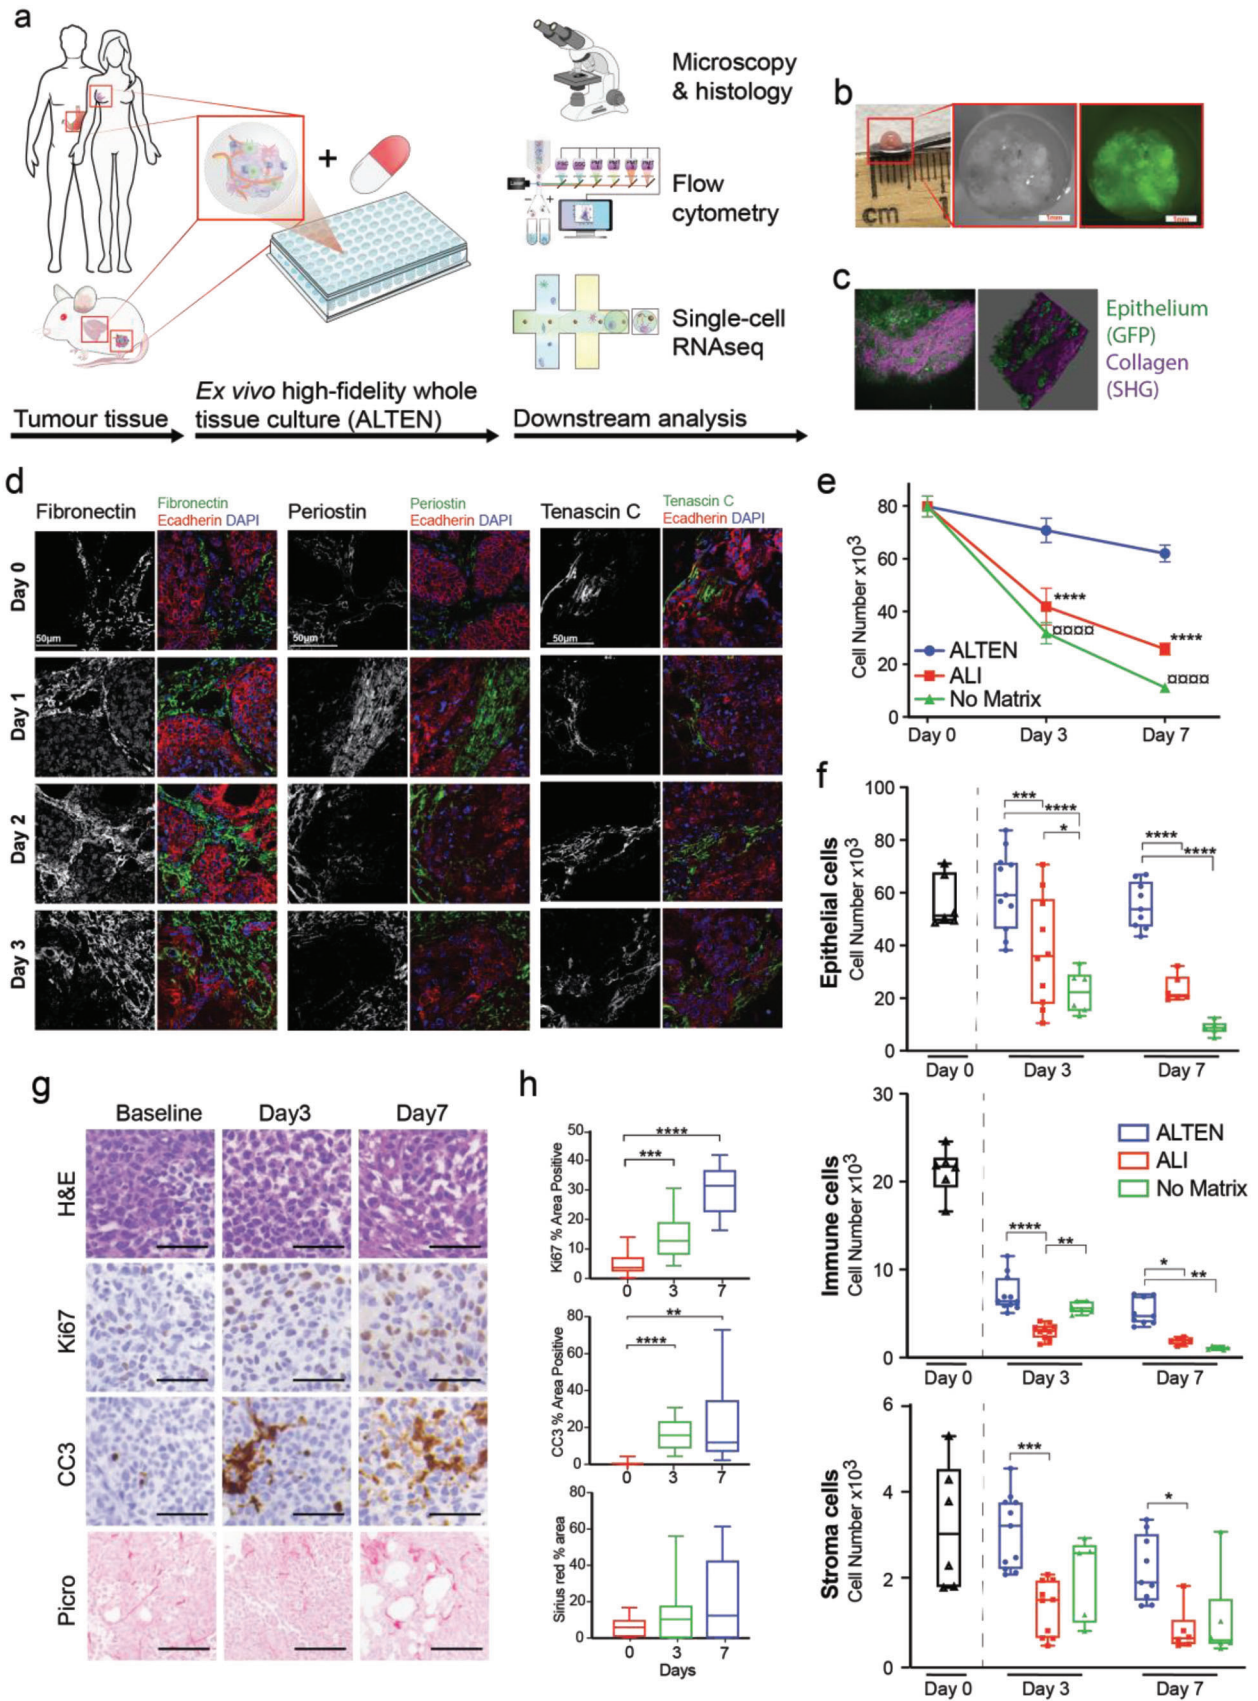 a
Microscopy
& histology
+
Flow
cytometry
Single-cell
RNAseq
Tumour tissue
Ex vivo high-fidelity whole
tissue culture (ALTEN)
Downstream analysis
b
cm
1
1mm
1mm
c
Epithelium
(GFP)
Collagen
(SHG)
d
Fibronectin
Fibronectin
Ecadherin DAPI
Periostin
Periostin
Ecadherin DAPI
Tenascin C
Tenascin C
Ecadherin DAPI
Day 0
50µm
50µm
50µm
Day 1
Day 2
Day 3
e
Cell Number x10³
80
60
40
20
0
****
¤¤¤¤
****
¤¤¤¤
ALTEN
ALI
No Matrix
Day 0
Day 3
Day 7
f
Epithelial cells
Cell Number x10³
100
80
60
40
20
0
***
****
*
****
****
Day 0
Day 3
Day 7
Immune cells
Cell Number x10³
30
20
10
0
ALTEN
ALI
No Matrix
****
**
*
**
Day 0
Day 3
Day 7
Stroma cells
Cell Number x10³
6
4
2
0
***
*
Day 0
Day 3
Day 7
g
Baseline
Day3
Day7
H&E
Ki67
CC3
Picro
h
Ki67 % Area Positive
50
40
30
20
10
0
****
***
0
3
7
CC3 % Area Positive
80
60
40
20
0
**
****
0
3
7
Sirius red % area
80
60
40
20
0
0
3
7
Days